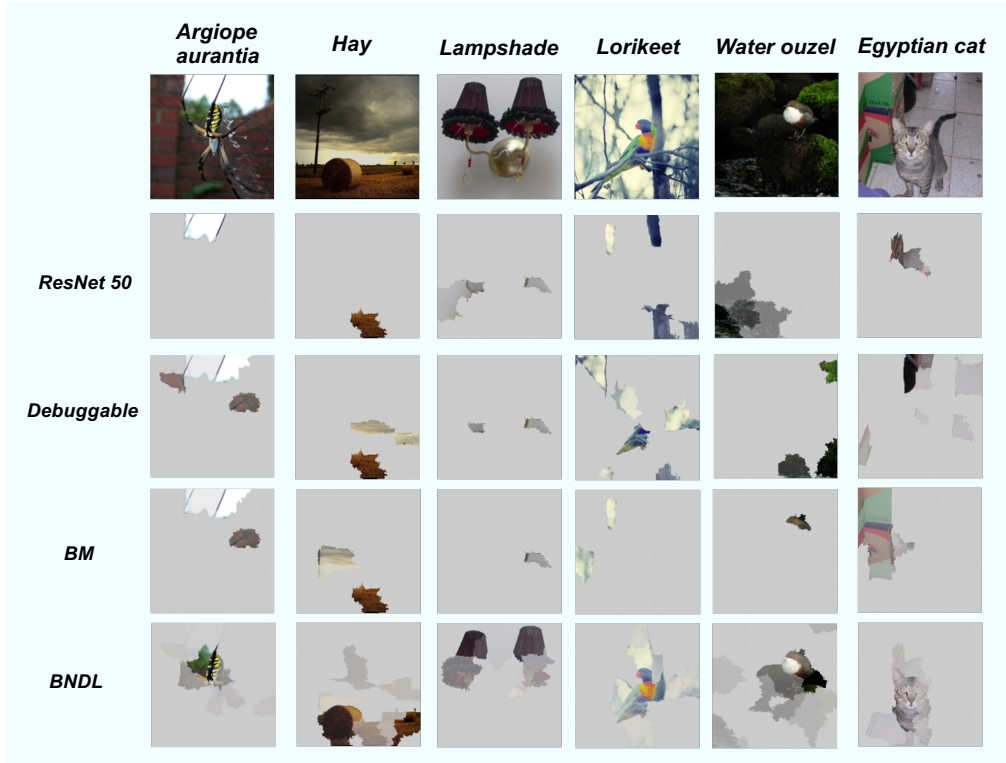 Argiope
aurantia
Hay
Lampshade
Lorikeet
Water ouzel
Egyptian cat
ResNet 50
Debuggable
BM
BNDL